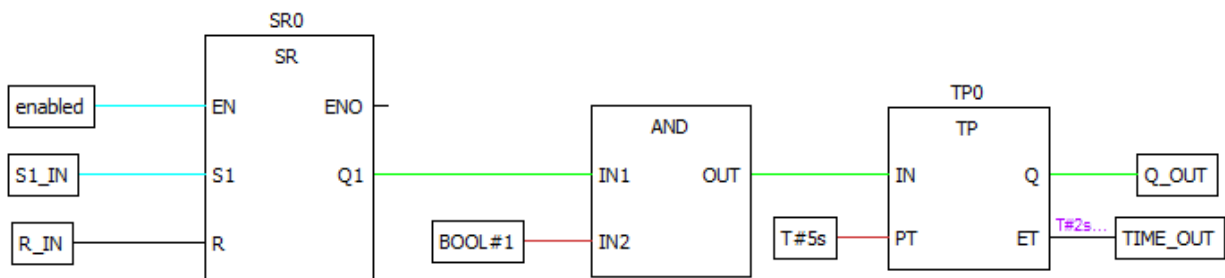 SR0
SR
enabled
EN
ENO
S1_IN
S1
Q1
R_IN
R
AND
IN1
OUT
BOOL#1
IN2
TP0
TP
IN
Q
Q_OUT
T#5s
PT
ET
T#2s...
TIME_OUT